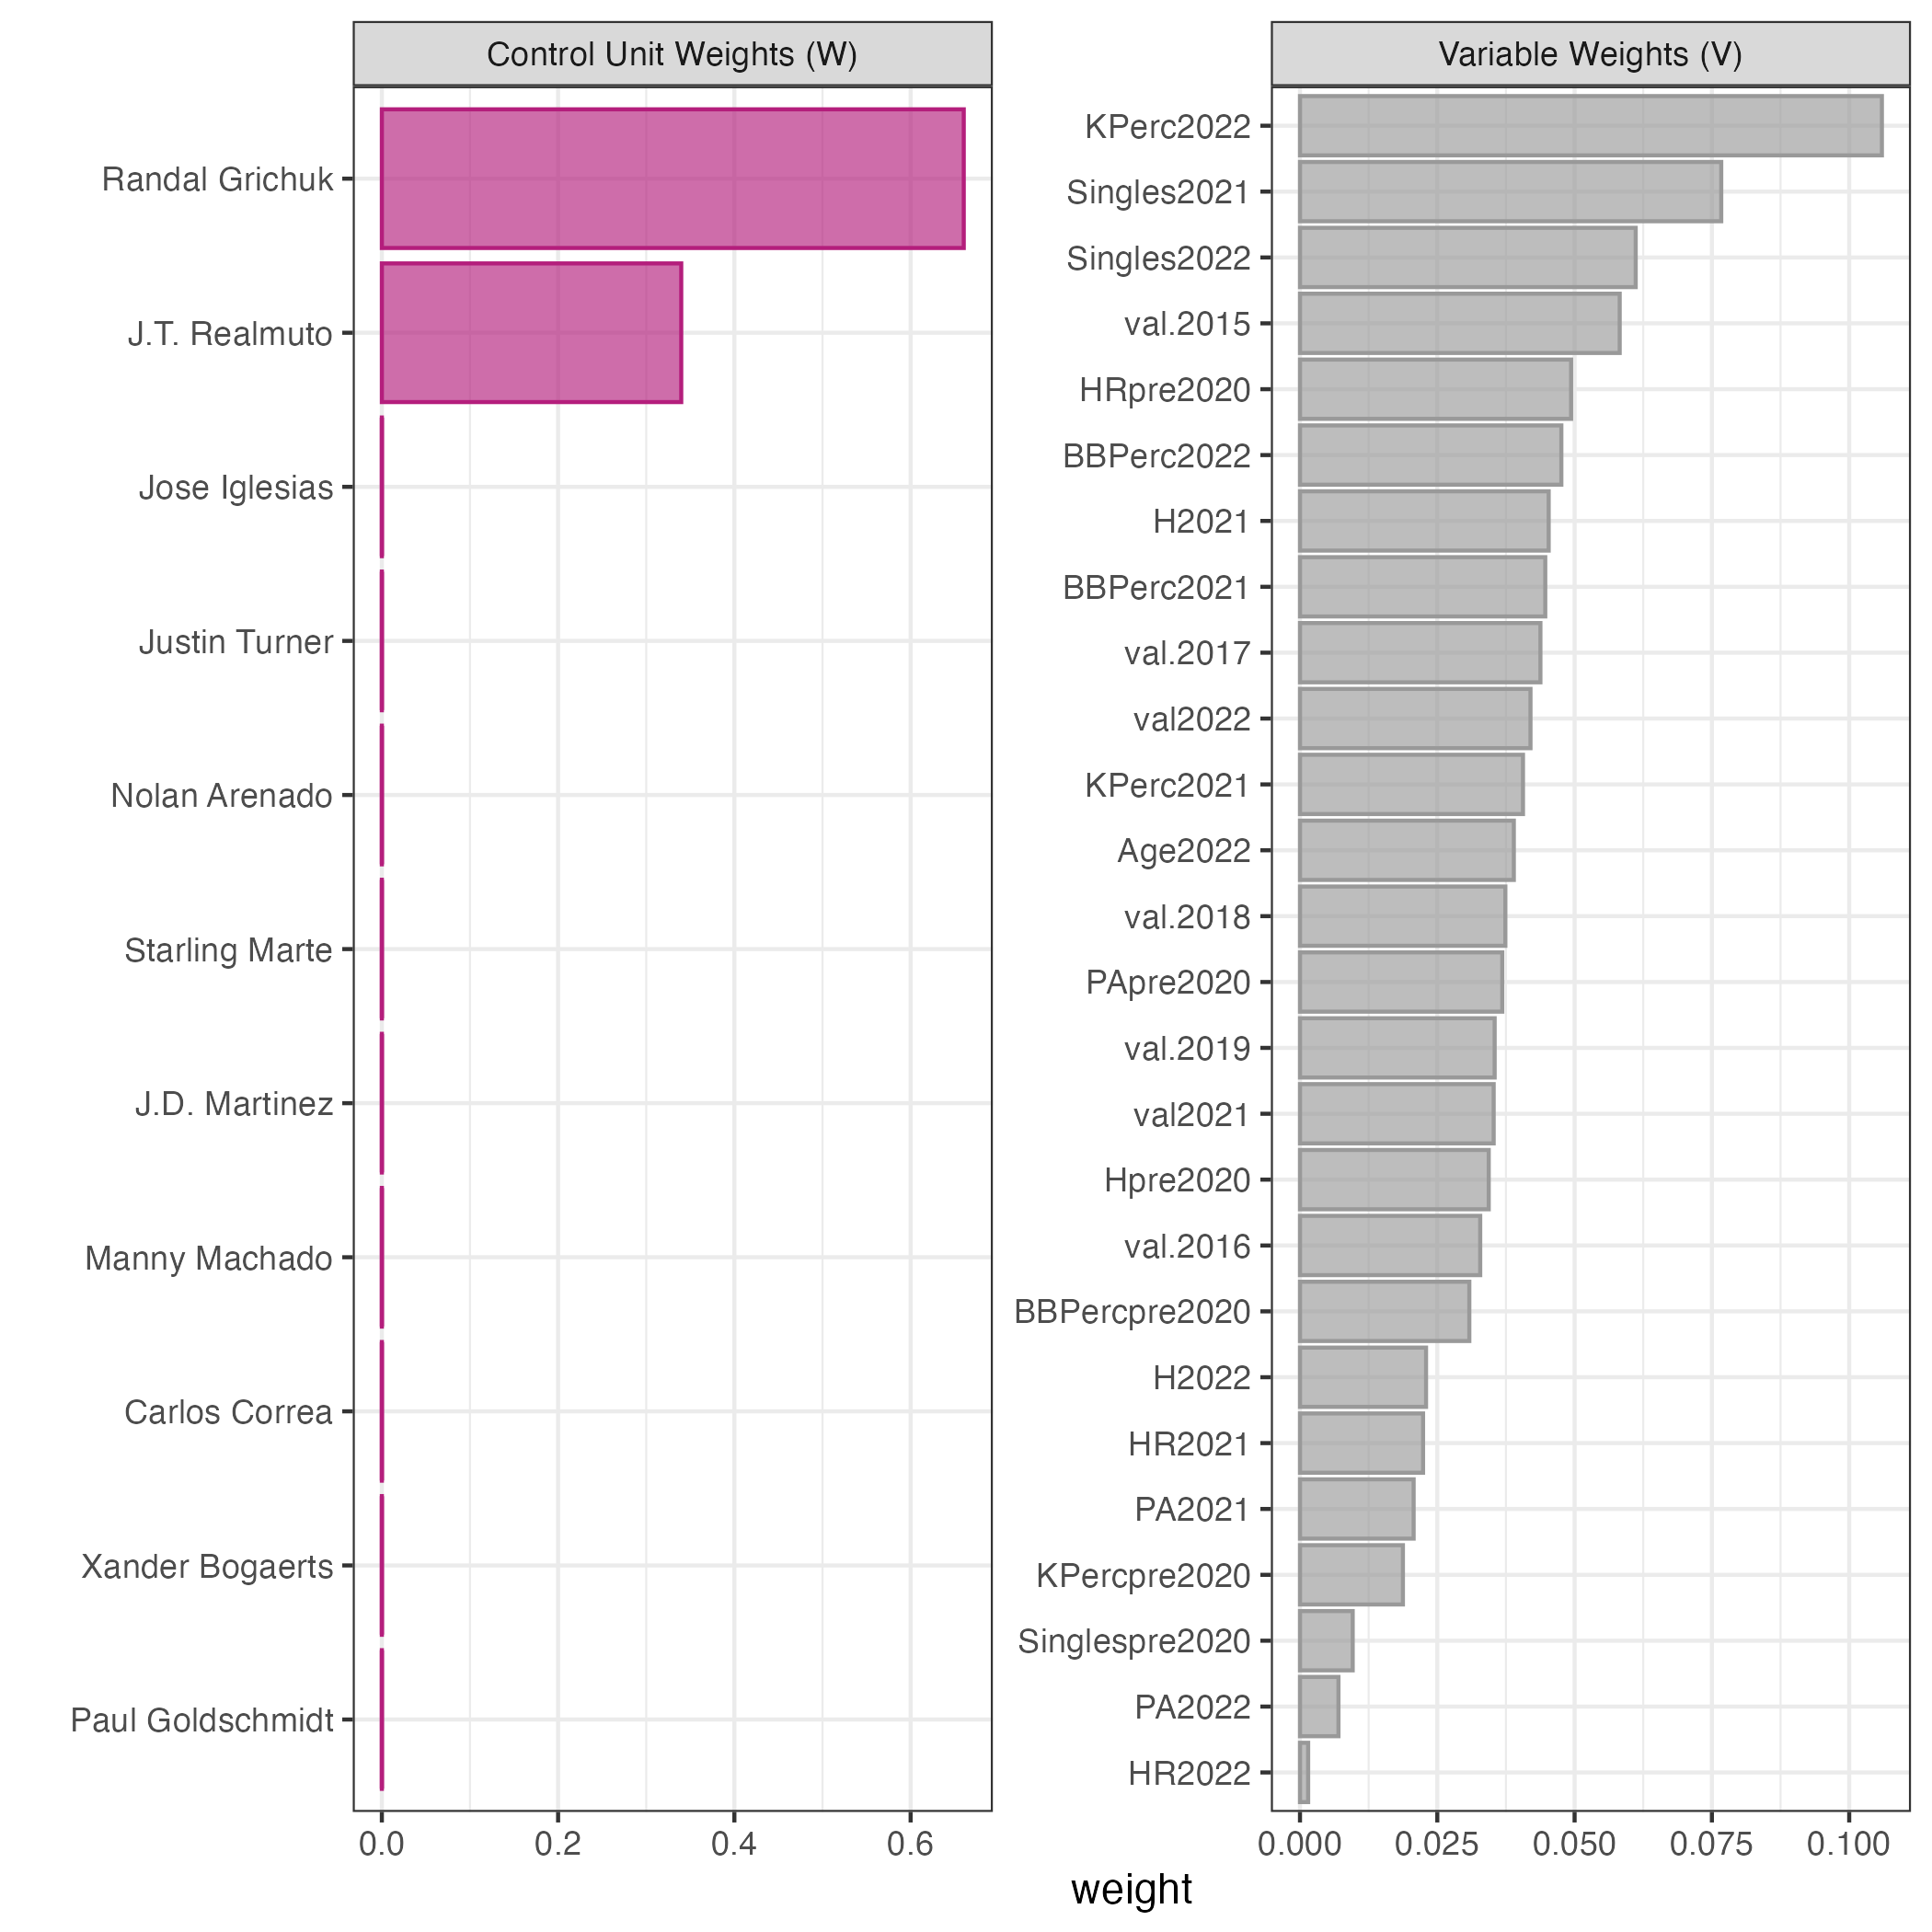 Control Unit Weights (W)
Randal Grichuk
J.T. Realmuto
Jose Iglesias
Justin Turner
Nolan Arenado
Starling Marte
J.D. Martinez
Manny Machado
Carlos Correa
Xander Bogaerts
Paul Goldschmidt
0.0 0.2 0.4 0.6
Variable Weights (V)
KPerc2022
Singles2021
Singles2022
val.2015
HRpre2020
BBPerc2022
H2021
BBPerc2021
val.2017
val2022
KPerc2021
Age2022
val.2018
PApre2020
val.2019
val2021
Hpre2020
val.2016
BBPercpre2020
H2022
HR2021
PA2021
KPercpre2020
Singlespre2020
PA2022
HR2022
0.000 0.025 0.050 0.075 0.100
weight